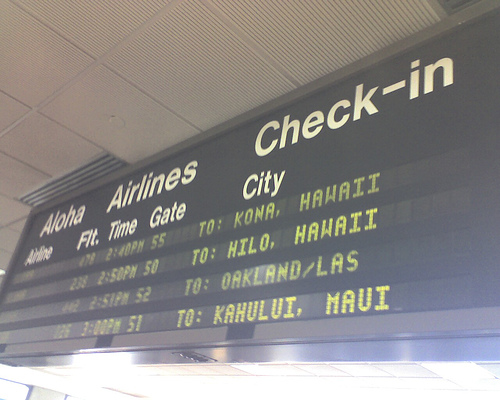 Aloha Airlines Check-in
Airline Flt. Time Gate City
2:40PM 55 TO: KONA, HAWAII
2:50PM 50 TO: HILO, HAWAII
2:51PM 52 TO: OAKLAND/LAS
3:00PM 51 TO: KAHULUI, MAUI